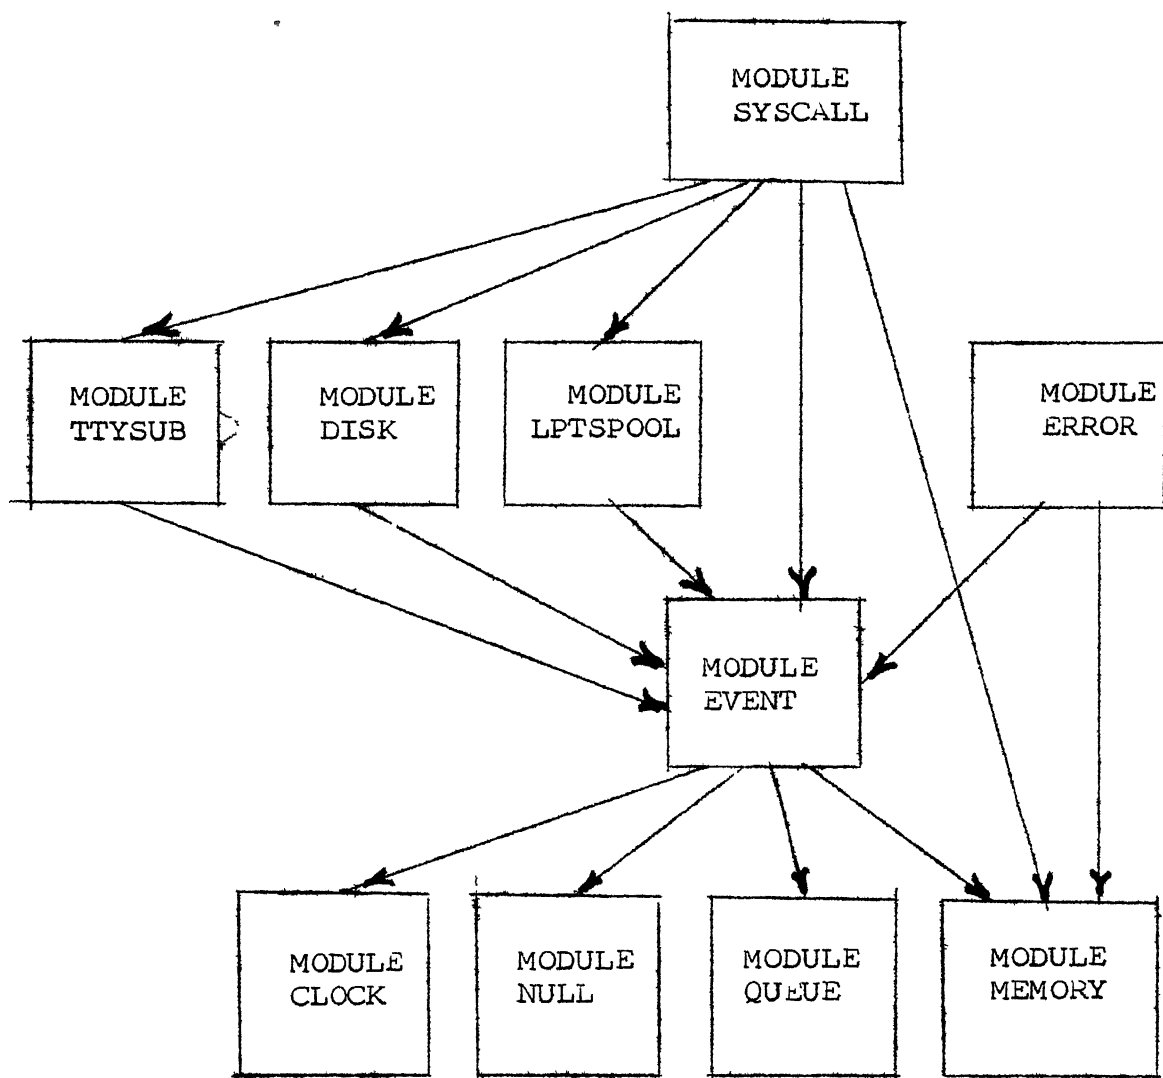 MODULE
SYSCALL
MODULE
TTYSUB
MODULE
DISK
MODULE
LPTSPOOL
MODULE
ERROR
MODULE
EVENT
MODULE
CLOCK
MODULE
NULL
MODULE
QUEUE
MODULE
MEMORY